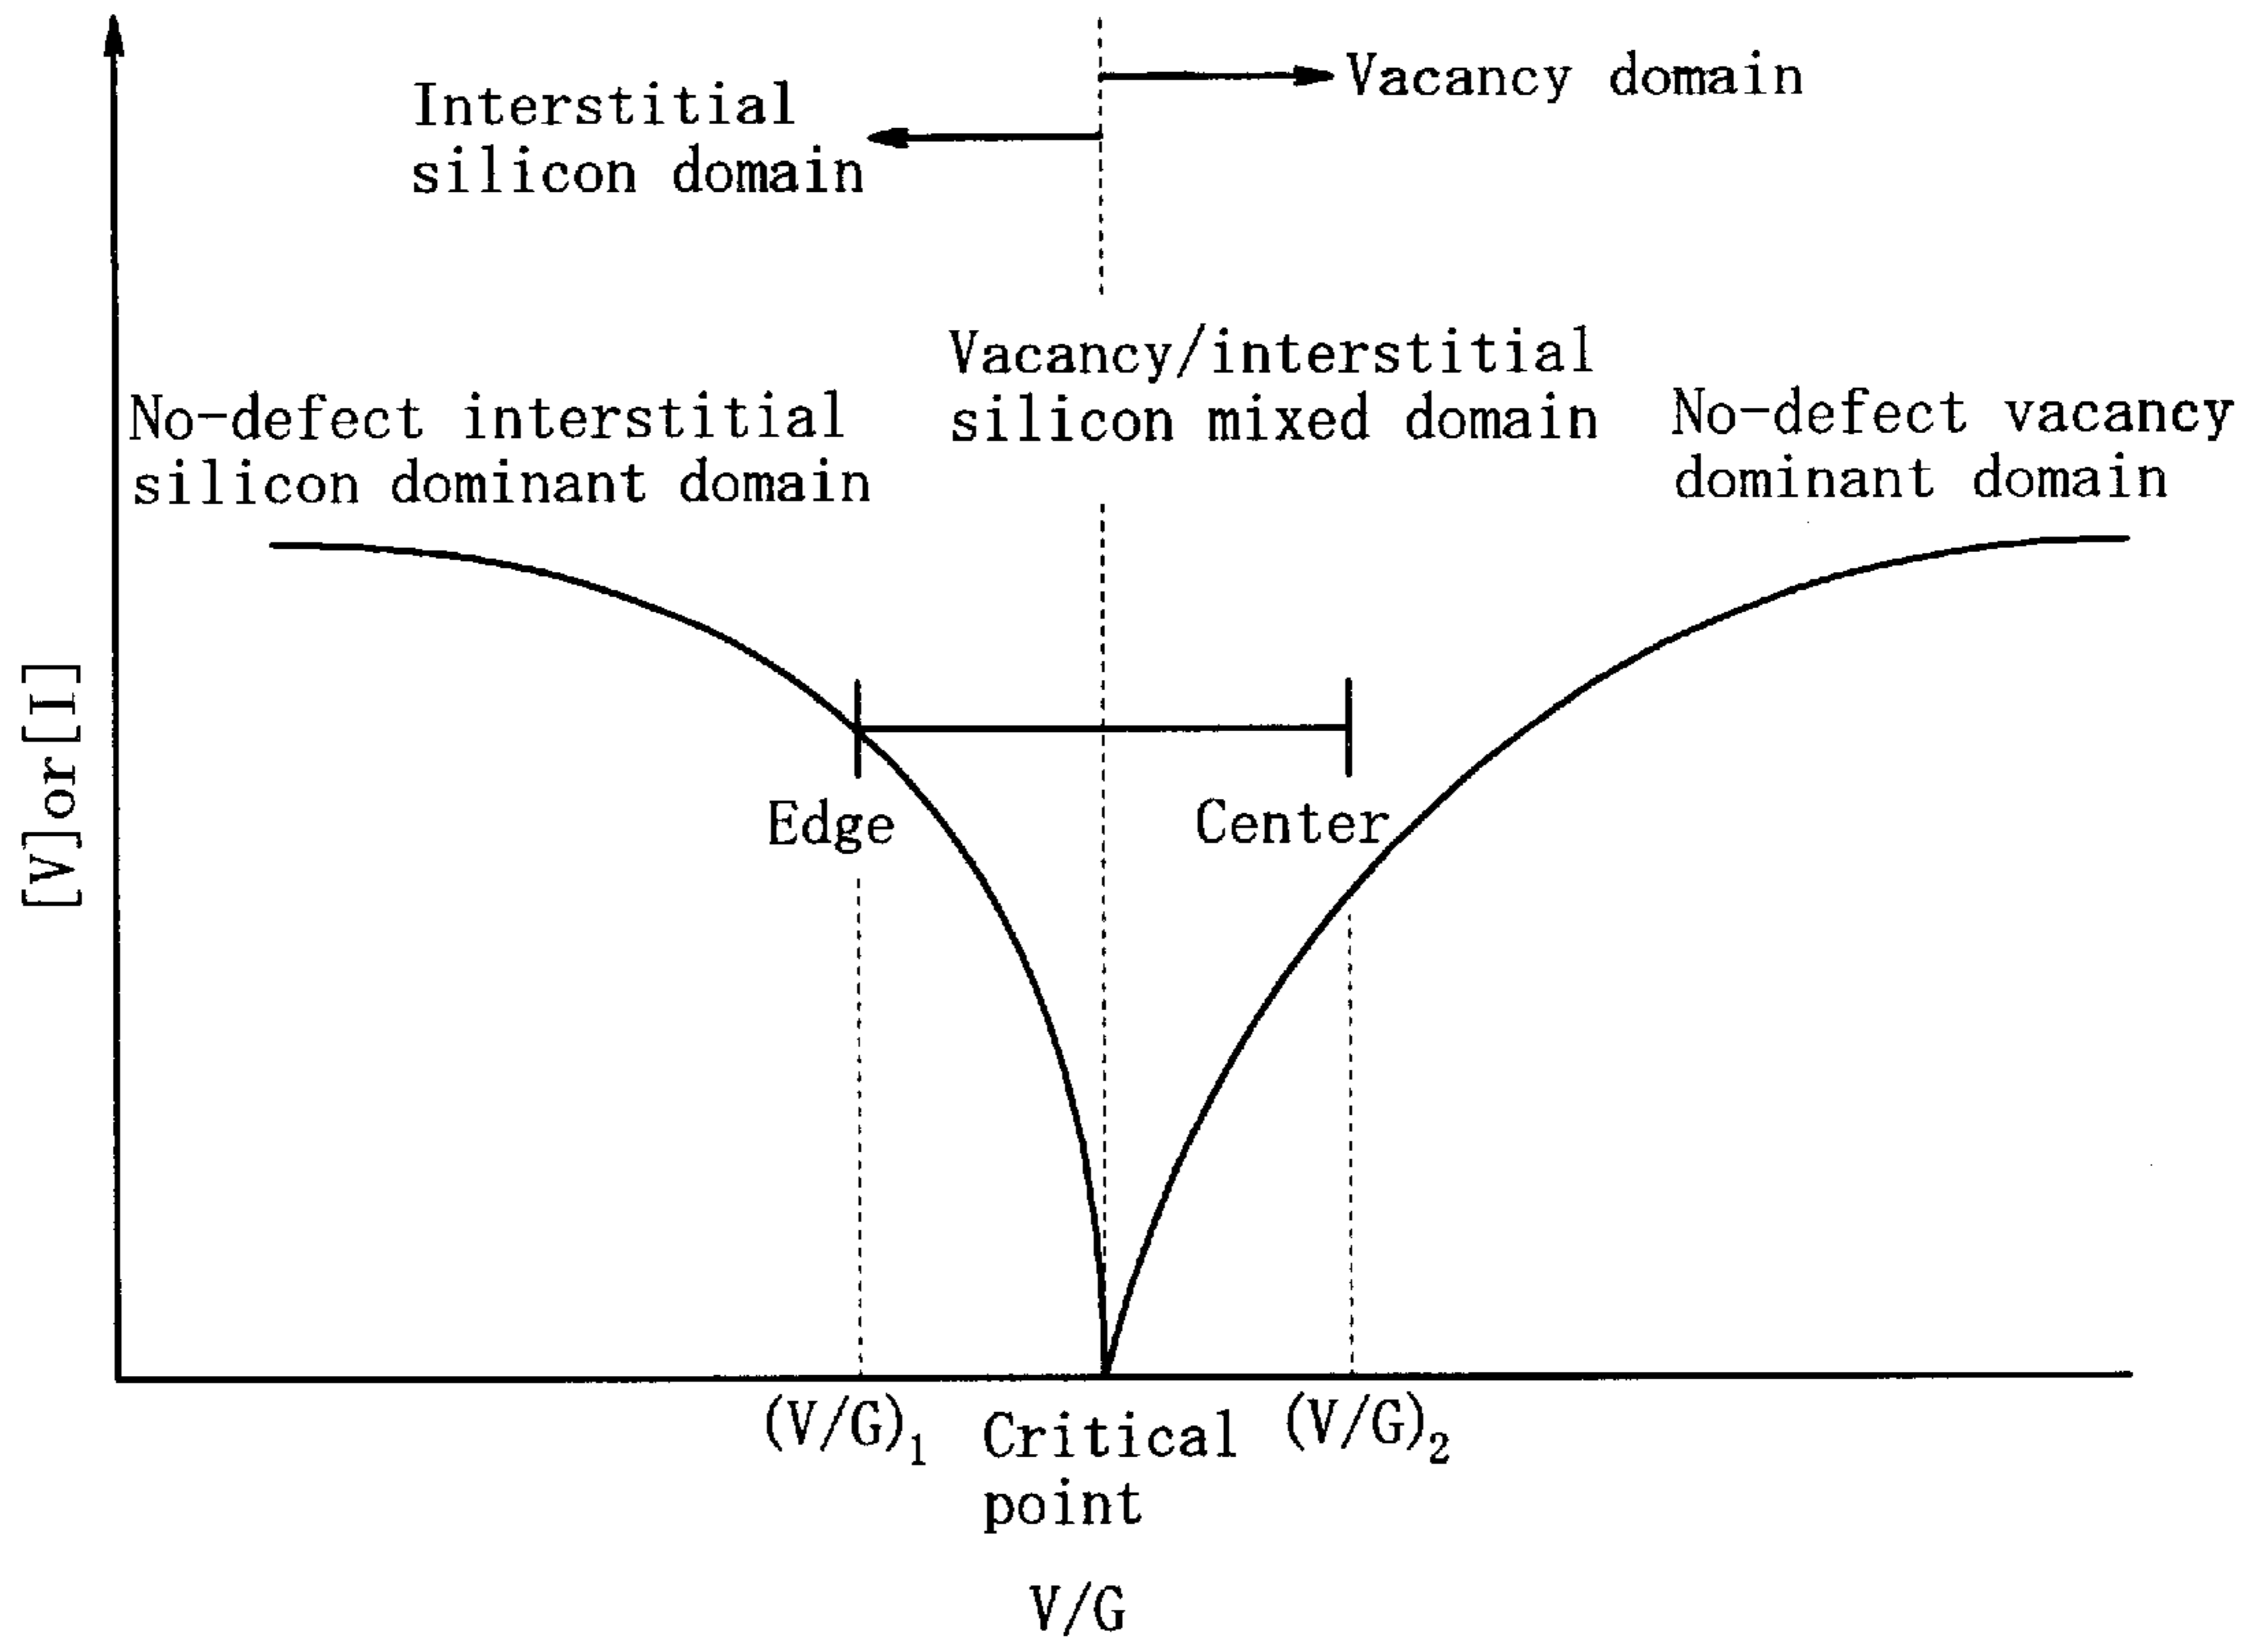 Vacancy domain
Interstitial
silicon domain
Vacancy/interstitial
silicon mixed domain
No-defect interstitial
silicon dominant domain
No-defect vacancy
dominant domain
[V]or[I]
Edge
Center
(V/G)1
Critical
point
(V/G)2
V/G